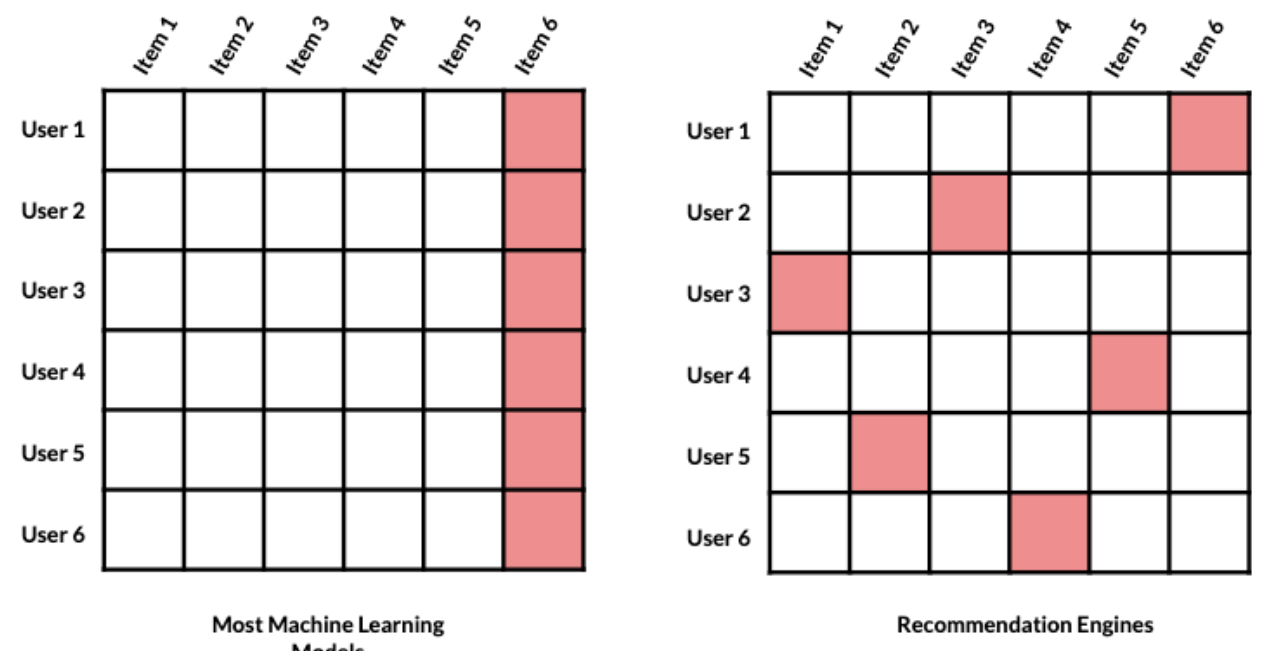 Item 1
Item 2
Item 3
Item 4
Item 5
Item 6
User 1
User 2
User 3
User 4
User 5
User 6
Most Machine Learning
Models
Item 1
Item 2
Item 3
Item 4
Item 5
Item 6
User 1
User 2
User 3
User 4
User 5
User 6
Recommendation Engines